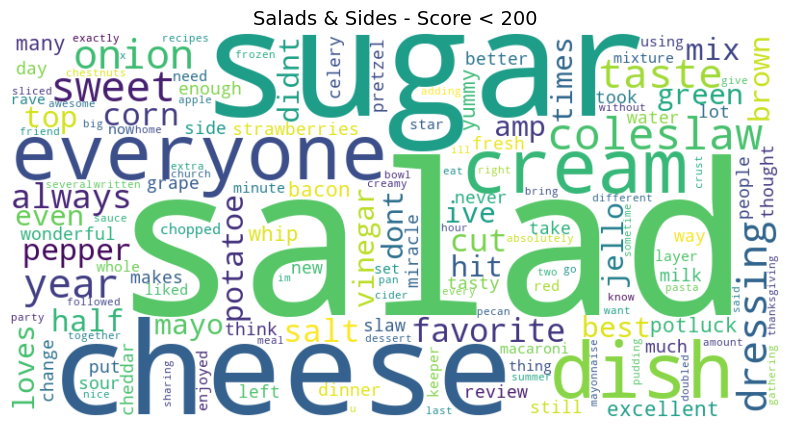 Salads & Sides - Score < 200
many
exactly
recipes
onion
sugar
didnt
celery
pretzel
better
times
using
mix
day
chestnuts
x
frozen
need
mixture
taste
brown
sliced
sweet
enough
apple
yummy
adding
took
without
give
green
rave
awesome
top
big
corn
now
home
side
strawberries
star
amp
water
lot
friend
fresh
coleslaw
everyone
extra
church
grape
minute
bacon
bowl
creamy
ill
eat
right
cream
crust
people
thought
several
written
always
even
sauce
wonderful
chopped
salad
never
bring
different
live
take
jello
sometime
way
pepper
potatoe
whip
vinegar
dont
miracle
hour
cut
absolutely
layer
dressing
whole
makes
new
im
set
pan
hit
tasty
two
go
milk
year
liked
cider
every
red
pasta
know
want
said
thanksgiving
followed
pecan
party
half
mayo
think
salt
slaw
favorite
best
potluck
loves
change
together
meal
dessert
macaroni
much
amount
put
cheese
dish
sour
cheddar
sharing
enjoyed
left
dinner
keeper
thing
summer
mayonnaise
pudding
doubled
gathering
nice
u
last
review
still
excellent